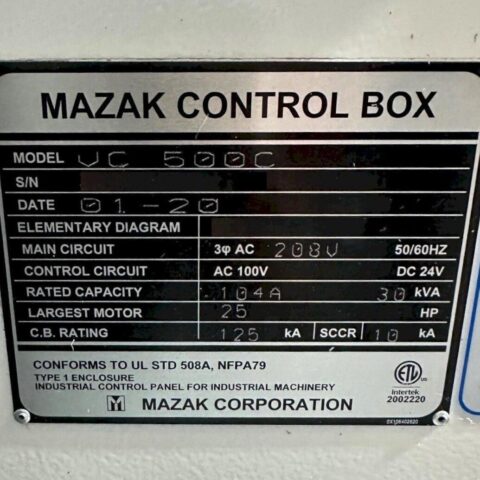 MAZAK CONTROL BOX
MODEL VC 500C
S/N
DATE 01-20
ELEMENTARY DIAGRAM
MAIN CIRCUIT 3φ AC 208V 50/60HZ
CONTROL CIRCUIT AC 100V DC 24V
RATED CAPACITY 104A 30 kVA
LARGEST MOTOR 25 HP
C.B. RATING 125 kA SCCR 10 kA
CONFORMS TO UL STD 508A, NFPA79
TYPE 1 ENCLOSURE
INDUSTRIAL CONTROL PANEL FOR INDUSTRIAL MACHINERY
MAZAK CORPORATION
ETL us
Intertek
2002220